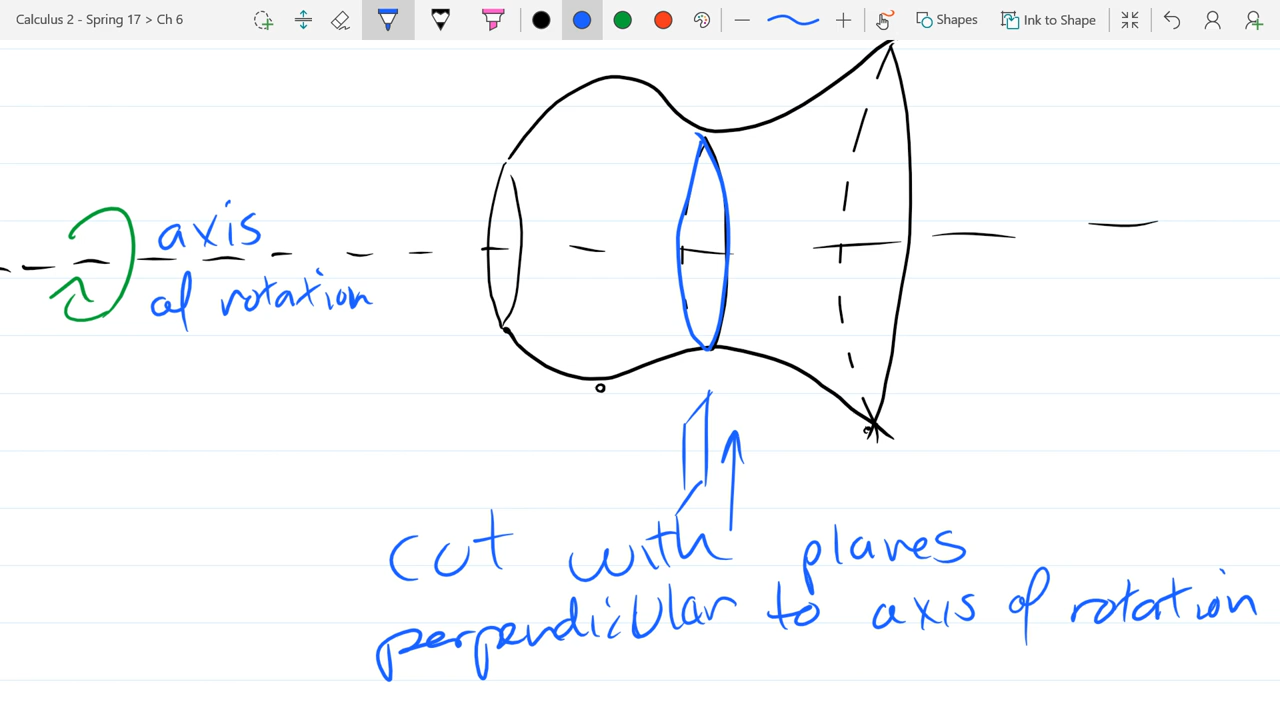 Calculus 2 - Spring 17 > Ch 6
Shapes
Ink to Shape
axis
of rotation
cut with planes
perpendicular to axis of rotation